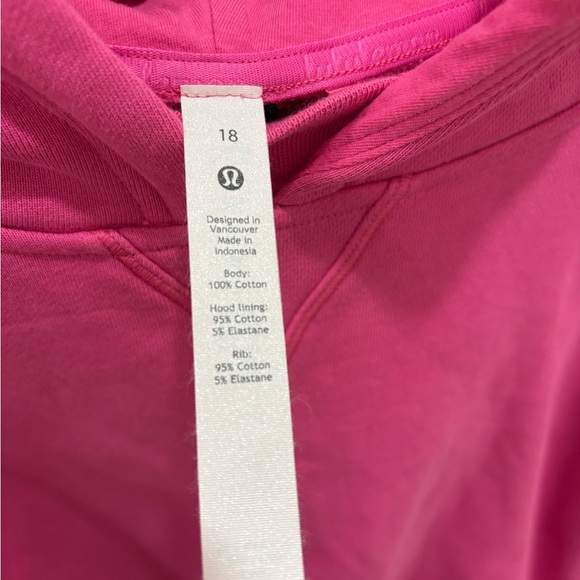 lululemon
18
Designed in
Vancouver
Made in
Indonesia
Body:
100% Cotton
Hood lining:
95% Cotton
5% Elastane
Rib:
95% Cotton
5% Elastane